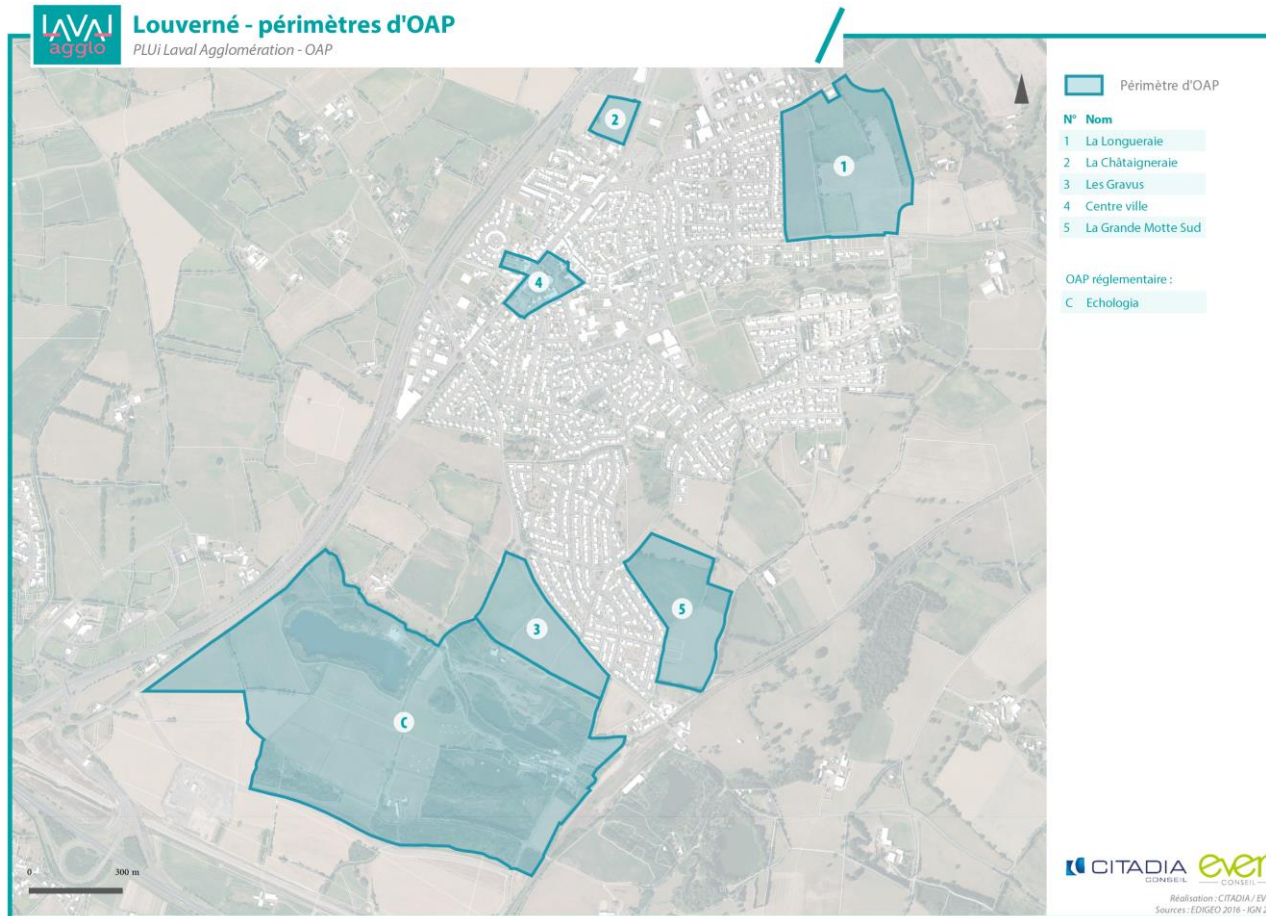 LAVAL
agglo
Louverné - périmètres d'OAP
PLUi Laval Agglomération - OAP
Périmètre d'OAP
N° Nom
1 La Longueraie
2 La Châtaigneraie
3 Les Gravus
4 Centre ville
5 La Grande Motte Sud
OAP réglementaire :
C Echologia
2
1
4
3
5
C
0 300 m
CITADIA
CONSEIL
even
CONSEIL
Réalisation : CITADIA / EV
Sources : EDIGEO 2016 - IGN 2